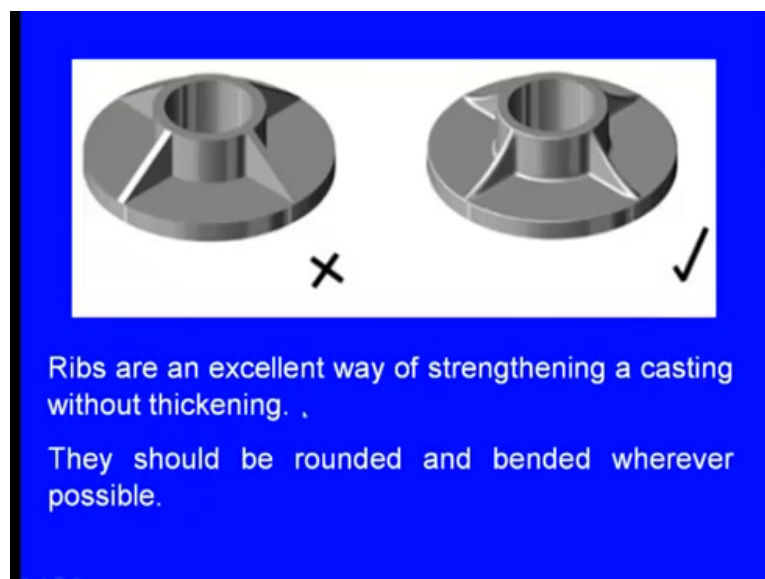 Ribs are an excellent way of strengthening a casting
without thickening.
They should be rounded and bended wherever
possible.